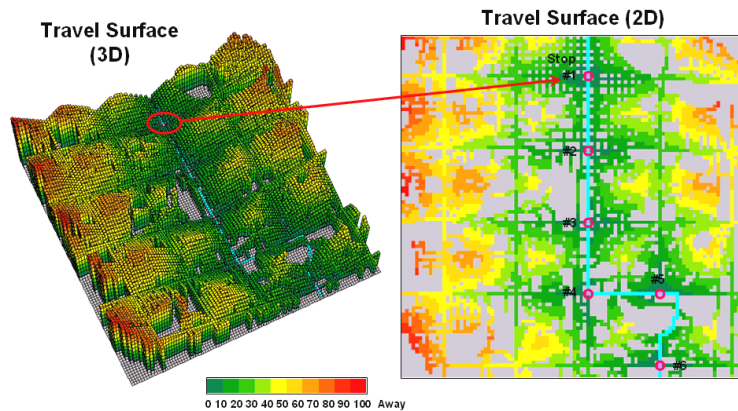 Travel Surface
(3D)
Travel Surface (2D)
Stop
#1
#2
#3
#4
#5
#6
0 10 20 30 40 50 60 70 80 90 100 Away